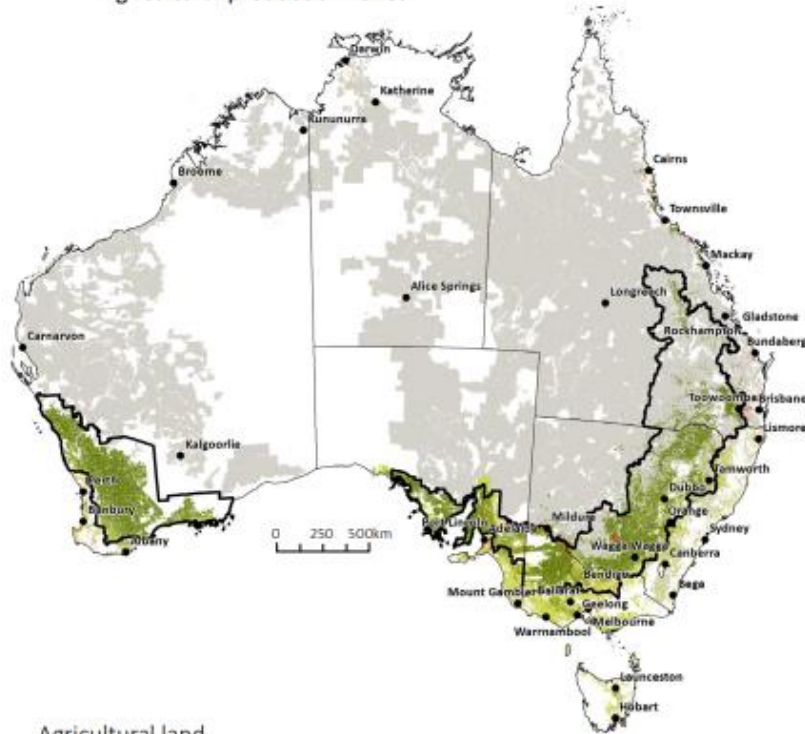 Darwin
Katherine
Kununurra
Broome
Cairns
Townsville
Mackay
Alice Springs
Longreach
Gladstone
Rockhampton
Bundaberg
Carnarvon
Toowoomba
Brisbane
Lismore
Kalgoorlie
Tamworth
Perth
Dubbo
Bunbury
Orange
Mildura
Port Lincoln
Adelaide
Sydney
Albany
0 250 500km
Wagga Wagga
Canberra
Bendigo
Mount Gambier
Ballarat
Bega
Geelong
Melbourne
Warrnambool
Launceston
Hobart
Agricultural land